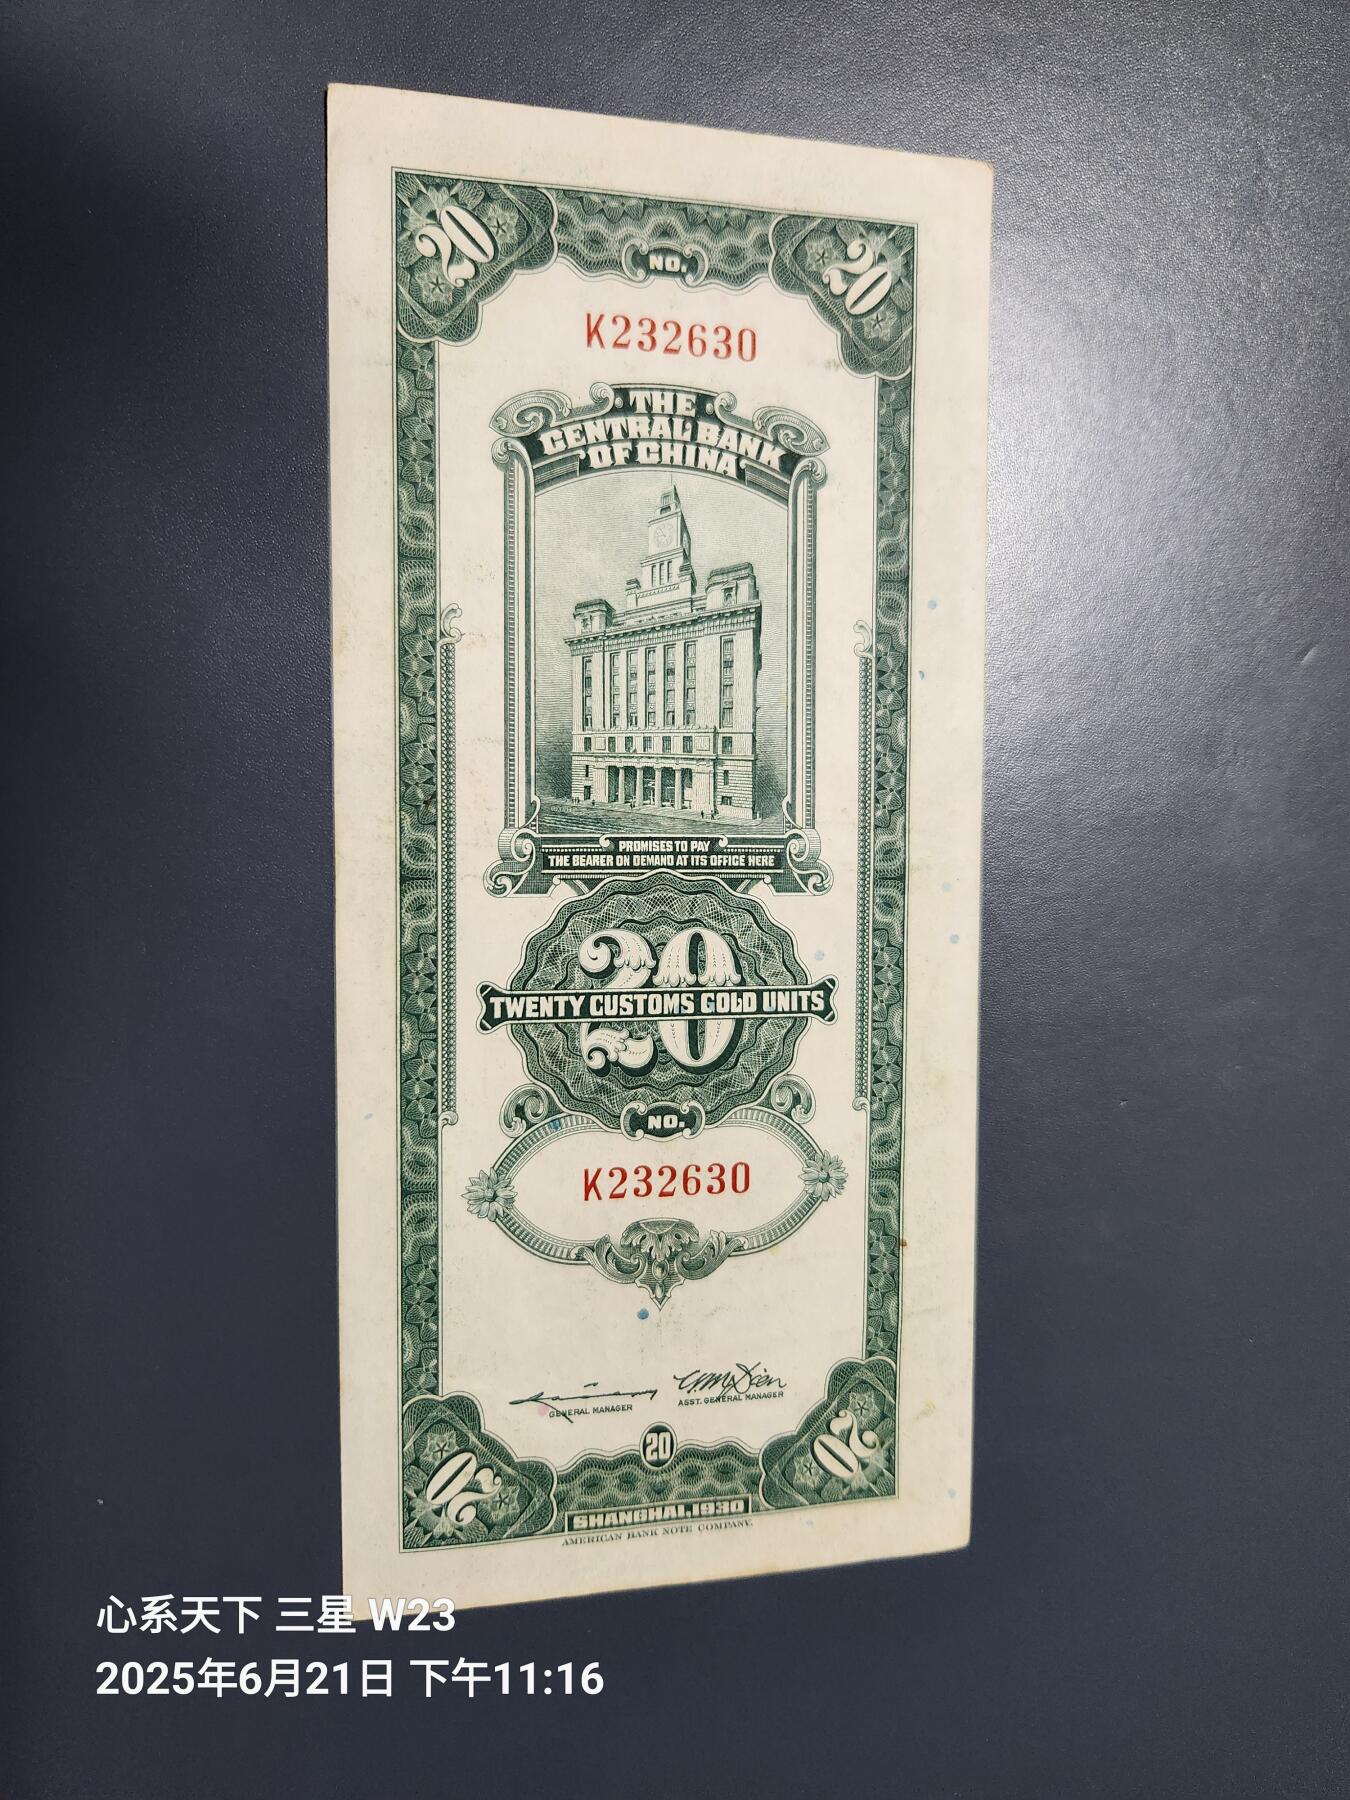 20
NO.
20
K232630
THE
CENTRAL BANK
OF CHINA
PROMISES TO PAY
THE BEARER ON DEMAND AT ITS OFFICE HERE
20
TWENTY CUSTOMS GOLD UNITS
NO.
K232630
GENERAL MANAGER
ASST. GENERAL MANAGER
20
20
20
SHANGHAI, 1930
AMERICAN BANK NOTE COMPANY.
心系天下 三星 W23
2025年6月21日 下午11:16